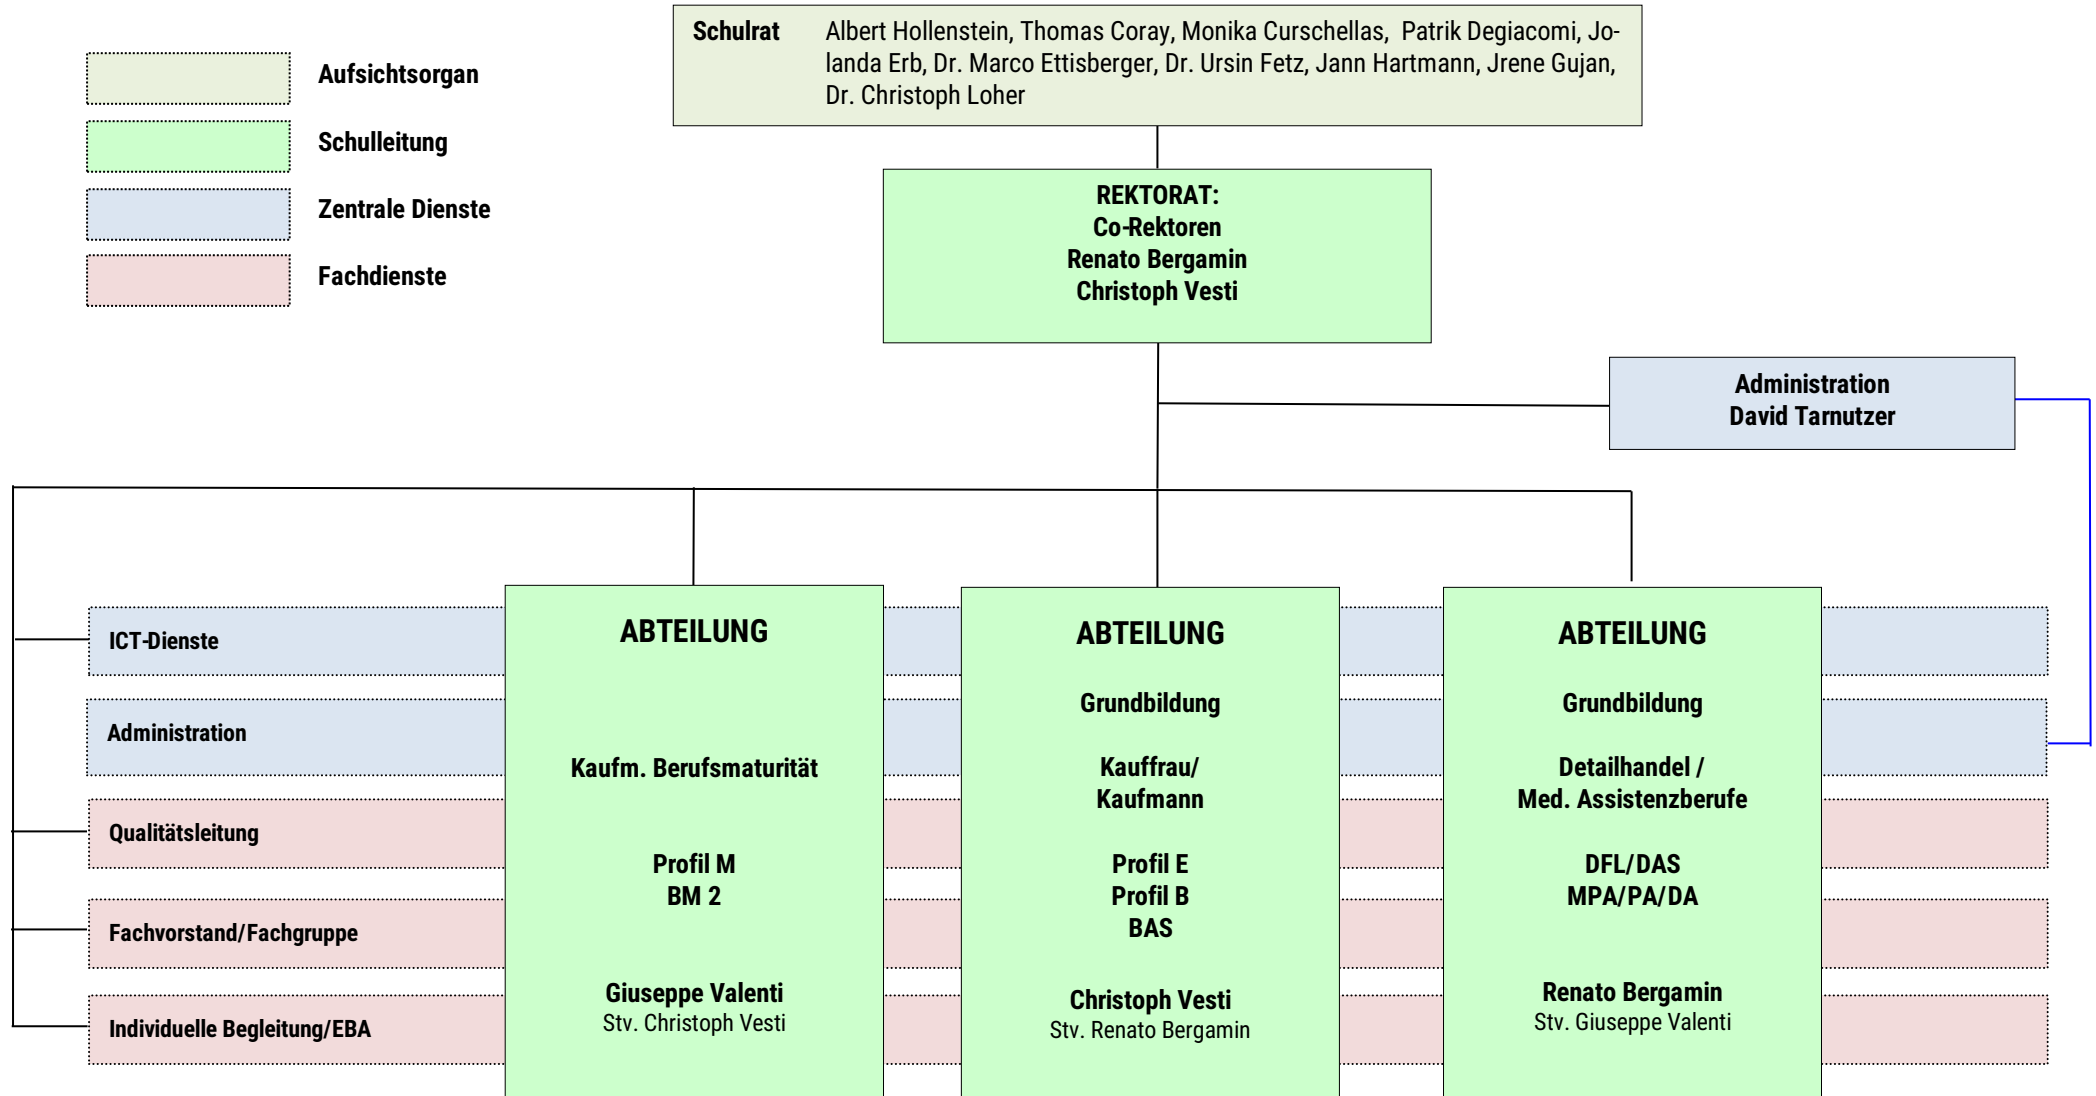 Schulrat Albert Hollenstein, Thomas Coray, Monika Curschellas, Patrik Degiacomi, Jo-
landa Erb, Dr. Marco Ettisberger, Dr. Ursin Fetz, Jann Hartmann, Jrene Gujan,
Dr. Christoph Loher
Aufsichtsorgan
Schulleitung
Zentrale Dienste
Fachdienste
REKTORAT:
Co-Rektoren
Renato Bergamin
Christoph Vesti
Administration
David Tarnutzer
ICT-Dienste
Administration
Qualitätsleitung
Fachvorstand/Fachgruppe
Individuelle Begleitung/EBA
ABTEILUNG
Kaufm. Berufsmaturität
Profil M
BM 2
Giuseppe Valenti
Stv. Christoph Vesti
ABTEILUNG
Grundbildung
Kauffrau/
Kaufmann
Profil E
Profil B
BAS
Christoph Vesti
Stv. Renato Bergamin
ABTEILUNG
Grundbildung
Detailhandel /
Med. Assistenzberufe
DFL/DAS
MPA/PA/DA
Renato Bergamin
Stv. Giuseppe Valenti